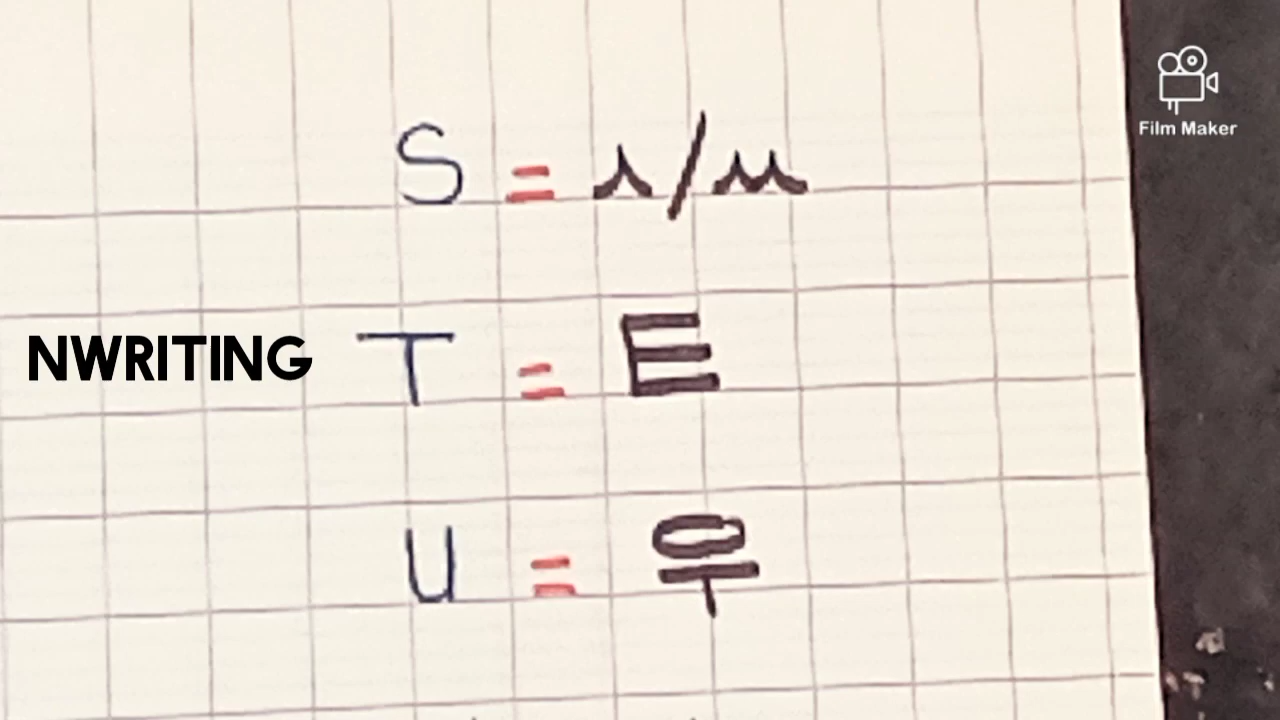 Film Maker
S = ㅅ/ㅆ
NWRITING T = ㅌ
U = 우